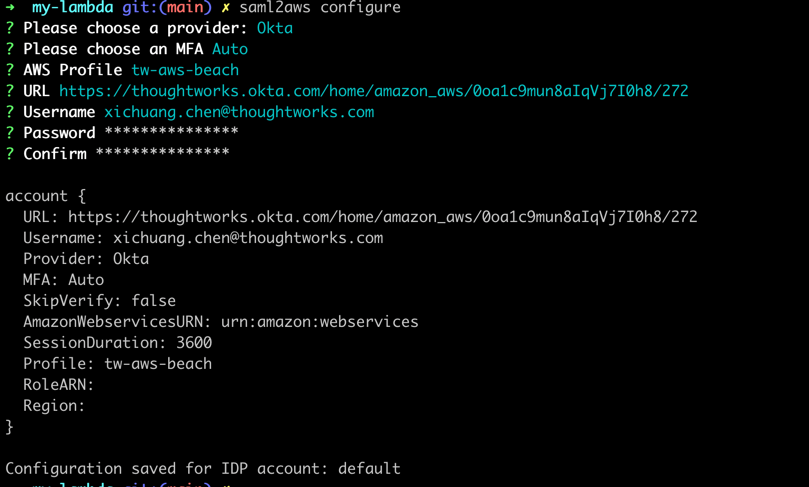 ➜ my-lambda git:(main) ✗ saml2aws configure
? Please choose a provider: Okta
? Please choose an MFA Auto
? AWS Profile tw-aws-beach
? URL https://thoughtworks.okta.com/home/amazon_aws/0oa1c9mun8aIqVj7I0h8/272
? Username xichuang.chen@thoughtworks.com
? Password ***************
? Confirm ***************
account {
URL: https://thoughtworks.okta.com/home/amazon_aws/0oa1c9mun8aIqVj7I0h8/272
Username: xichuang.chen@thoughtworks.com
Provider: Okta
MFA: Auto
SkipVerify: false
AmazonWebservicesURN: urn:amazon:webservices
SessionDuration: 3600
Profile: tw-aws-beach
RoleARN:
Region:
}
Configuration saved for IDP account: default